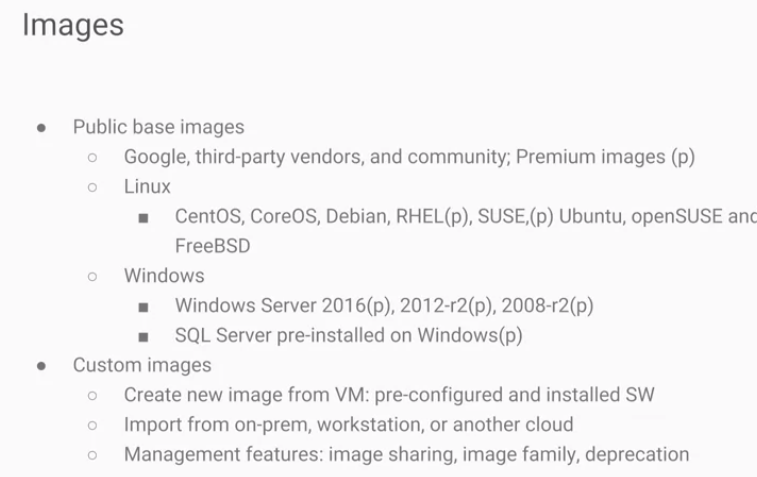 Images
● Public base images
○ Google, third-party vendors, and community; Premium images (p)
○ Linux
■ CentOS, CoreOS, Debian, RHEL(p), SUSE,(p) Ubuntu, openSUSE and
FreeBSD
○ Windows
■ Windows Server 2016(p), 2012-r2(p), 2008-r2(p)
■ SQL Server pre-installed on Windows(p)
● Custom images
○ Create new image from VM: pre-configured and installed SW
○ Import from on-prem, workstation, or another cloud
○ Management features: image sharing, image family, deprecation